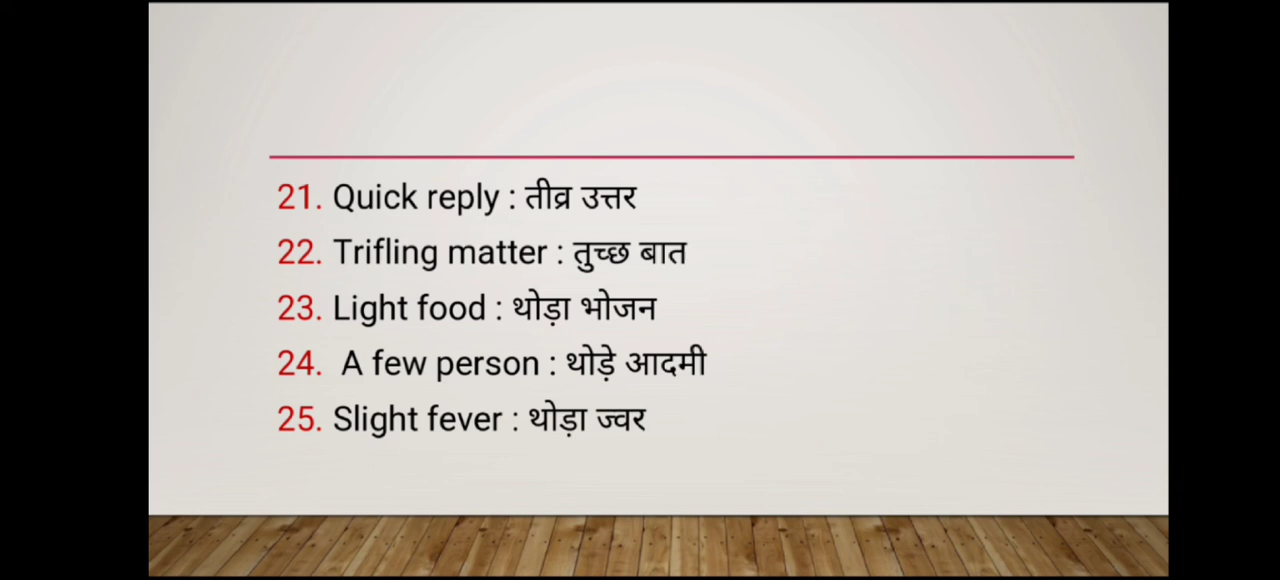 21. Quick reply : तीव्र उत्तर
22. Trifling matter : तुच्छ बात
23. Light food : थोड़ा भोजन
24. A few person : थोड़े आदमी
25. Slight fever : थोड़ा ज्वर